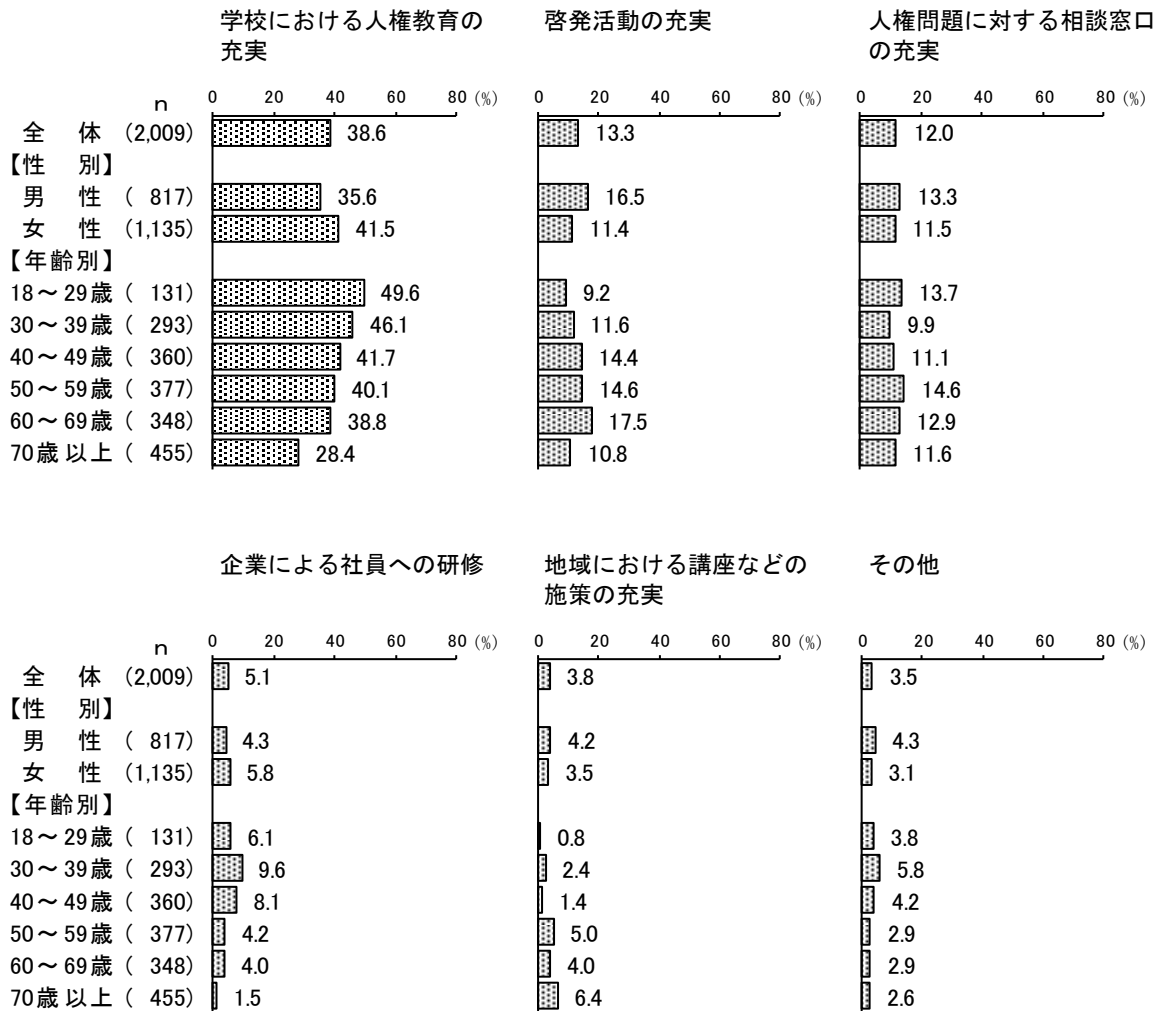 学校における人権教育の 啓発活動の充実 人権問題に対する相談窓口
充実 の充実
n 0 20 40 60 80 (%) 0 20 40 60 80 (%) 0 20 40 60 80 (%)
全 体 (2,009) 38.6 13.3 12.0
【性 別】
男 性 ( 817) 35.6 16.5 13.3
女 性 (1,135) 41.5 11.4 11.5
【年齢別】
18～29歳 ( 131) 49.6 9.2 13.7
30～39歳 ( 293) 46.1 11.6 9.9
40～49歳 ( 360) 41.7 14.4 11.1
50～59歳 ( 377) 40.1 14.6 14.6
60～69歳 ( 348) 38.8 17.5 12.9
70歳以上 ( 455) 28.4 10.8 11.6
企業による社員への研修 地域における講座などの その他
施策の充実
n 0 20 40 60 80 (%) 0 20 40 60 80 (%) 0 20 40 60 80 (%)
全 体 (2,009) 5.1 3.8 3.5
【性 別】
男 性 ( 817) 4.3 4.2 4.3
女 性 (1,135) 5.8 3.5 3.1
【年齢別】
18～29歳 ( 131) 6.1 0.8 3.8
30～39歳 ( 293) 9.6 2.4 5.8
40～49歳 ( 360) 8.1 1.4 4.2
50～59歳 ( 377) 4.2 5.0 2.9
60～69歳 ( 348) 4.0 4.0 2.9
70歳以上 ( 455) 1.5 6.4 2.6